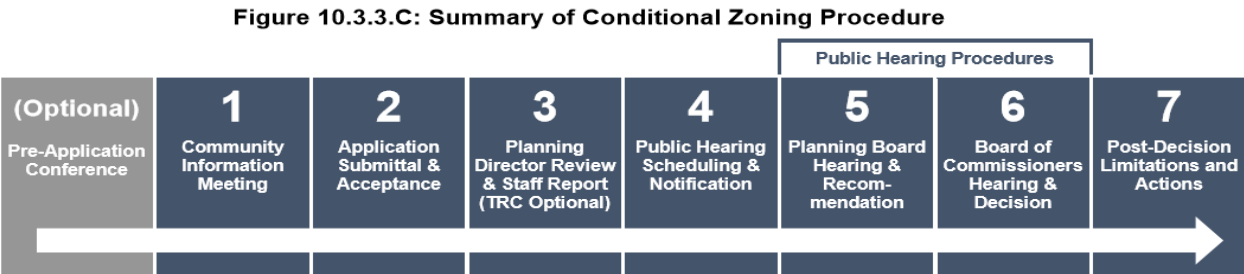 Figure 10.3.3.C: Summary of Conditional Zoning Procedure
Public Hearing Procedures
(Optional)
Pre-Application
Conference
1
Community
Information
Meeting
2
Application
Submittal &
Acceptance
3
Planning
Director Review
& Staff Report
(TRC Optional)
4
Public Hearing
Scheduling &
Notification
5
Planning Board
Hearing &
Recom-
mendation
6
Board of
Commissioners
Hearing &
Decision
7
Post-Decision
Limitations and
Actions